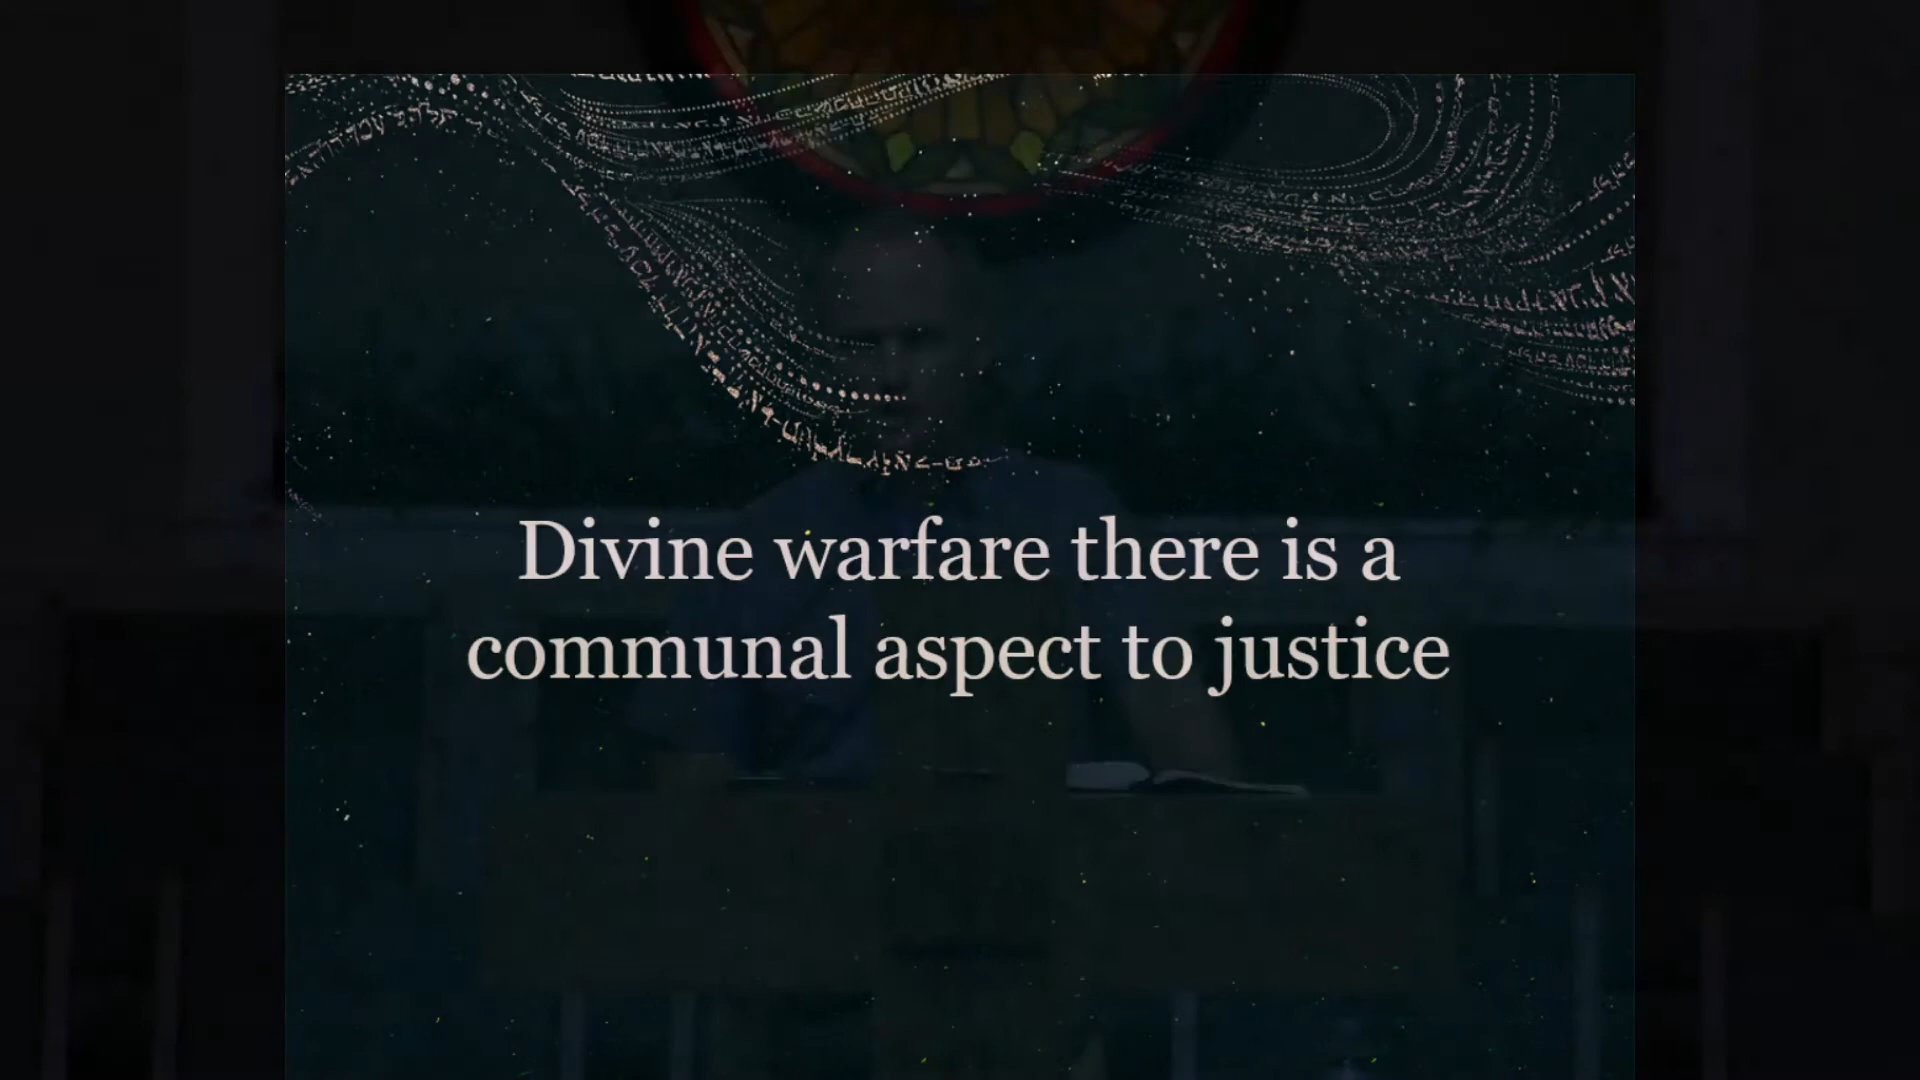 Divine warfare there is a
communal aspect to justice